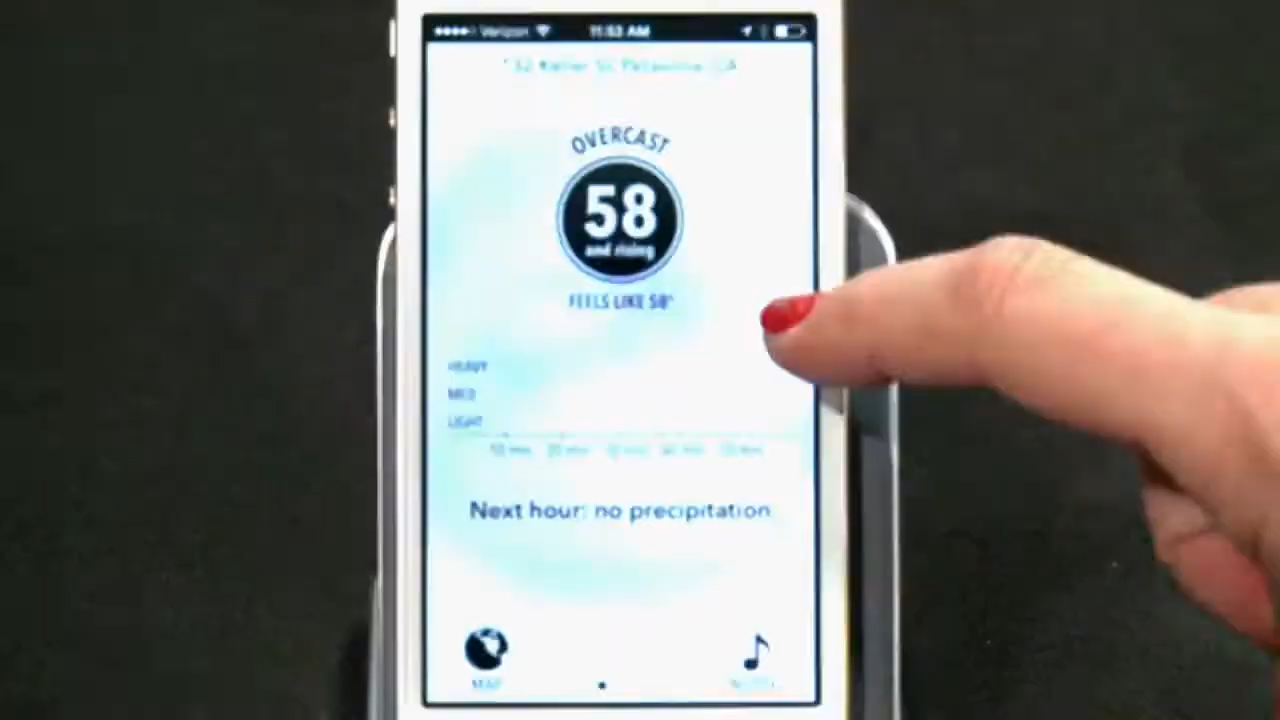 Verizon 11:53 AM
OVERCAST
58
and rising
FEELS LIKE 58°
HEAVY
MED
LIGHT
Next hour: no precipitation
MAP